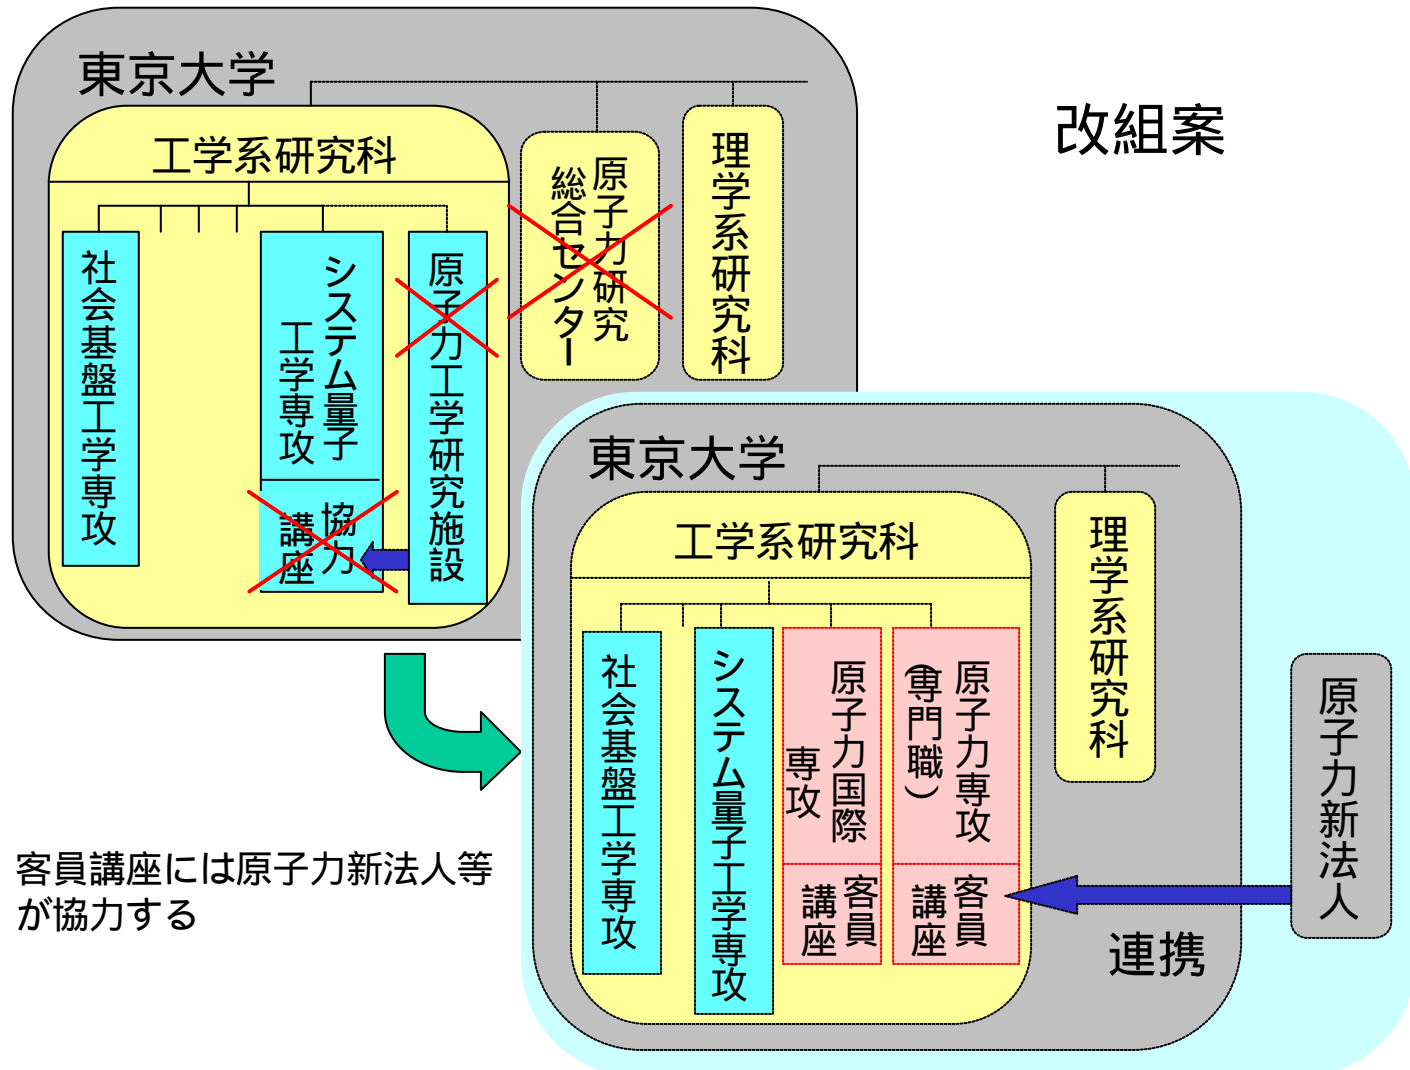 東京大学
改組案
工学系研究科
社会基盤工学専攻
システム量子
工学専攻
協力
講座
原子力工学研究施設
原子力研究
総合センター
理学系研究科
東京大学
工学系研究科
社会基盤工学専攻
システム量子工学専攻
原子力国際
専攻
客員
講座
原子力専攻
(専門職)
客員
講座
理学系研究科
原子力新法人
連携
客員講座には原子力新法人等
が協力する